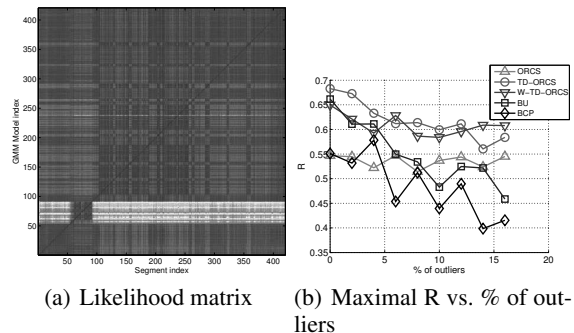 400
350
300
250
200
150
100
50
GMM Model index
50 100 150 200 250 300 350 400
Segment index
(a) Likelihood matrix
ORCS
TD-ORCS
W-TD-ORCS
BU
BCP
0.7
0.65
0.6
0.55
0.5
0.45
0.4
0.35
R
0 5 10 15 20
% of outliers
(b) Maximal R vs. % of out-
liers